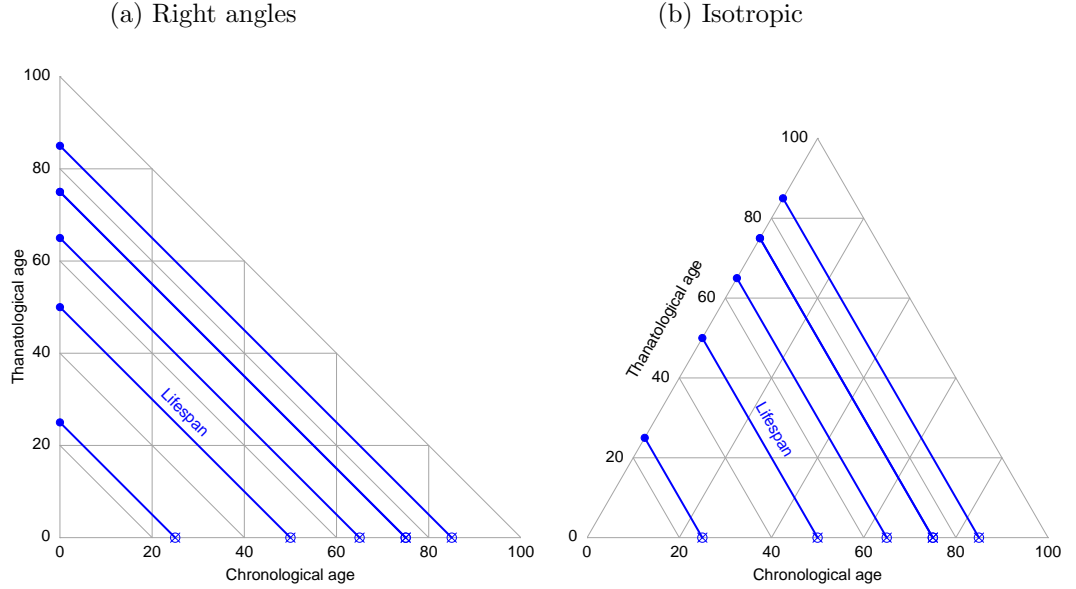 (a) Right angles
100
80
60
40
20
0
Thanatological age
Lifespan
0 20 40 60 80 100
Chronological age
(b) Isotropic
100
80
60
40
20
0
Thanatological age
Lifespan
0 20 40 60 80 100
Chronological age